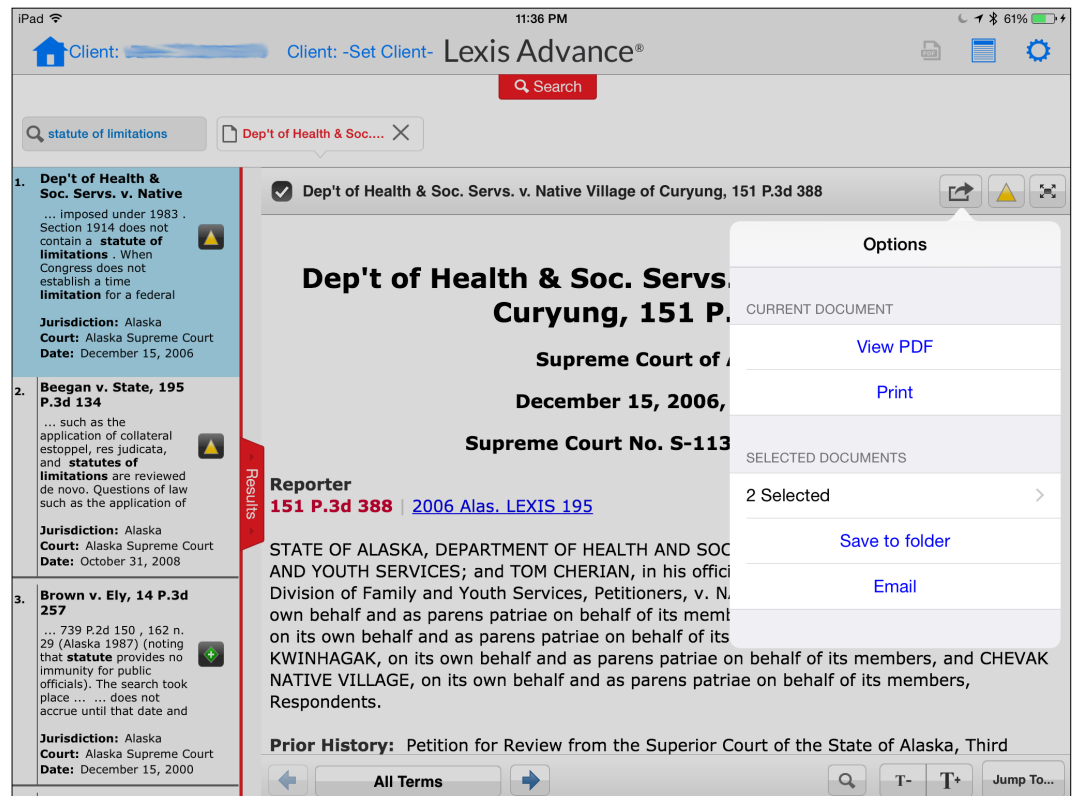 iPad 11:36 PM 61%
Client: Client: -Set Client- Lexis Advance®
Search
statute of limitations Dep't of Health & Soc....
1. Dep't of Health &
Soc. Servs. v. Native
... imposed under 1983 .
Section 1914 does not
contain a statute of
limitations . When
Congress does not
establish a time
limitation for a federal
Jurisdiction: Alaska
Court: Alaska Supreme Court
Date: December 15, 2006
2. Beegan v. State, 195
P.3d 134
... such as the
application of collateral
estoppel, res judicata,
and statutes of
limitations are reviewed
de novo. Questions of law
such as the application of
Jurisdiction: Alaska
Court: Alaska Supreme Court
Date: October 31, 2008
3. Brown v. Ely, 14 P.3d
257
... 739 P.2d 150 , 162 n.
29 (Alaska 1987) (noting
that statute provides no
immunity for public
officials). The search took
place ... ... does not
accrue until that date and
Jurisdiction: Alaska
Court: Alaska Supreme Court
Date: December 15, 2000
Results
Dep't of Health & Soc. Servs. v. Native Village of Curyung, 151 P.3d 388
Dep't of Health & Soc. Servs.
Curyung, 151 P.
Supreme Court of
December 15, 2006,
Supreme Court No. S-113
Reporter
151 P.3d 388 | 2006 Alas. LEXIS 195
STATE OF ALASKA, DEPARTMENT OF HEALTH AND SOC
AND YOUTH SERVICES; and TOM CHERIAN, in his offici
Division of Family and Youth Services, Petitioners, v. N
own behalf and as parens patriae on behalf of its memb
on its own behalf and as parens patriae on behalf of its
KWINHAGAK, on its own behalf and as parens patriae on behalf of its members, and CHEVAK
NATIVE VILLAGE, on its own behalf and as parens patriae on behalf of its members,
Respondents.
Prior History: Petition for Review from the Superior Court of the State of Alaska, Third
Options
CURRENT DOCUMENT
View PDF
Print
SELECTED DOCUMENTS
2 Selected
Save to folder
Email
All Terms T- T+ Jump To...